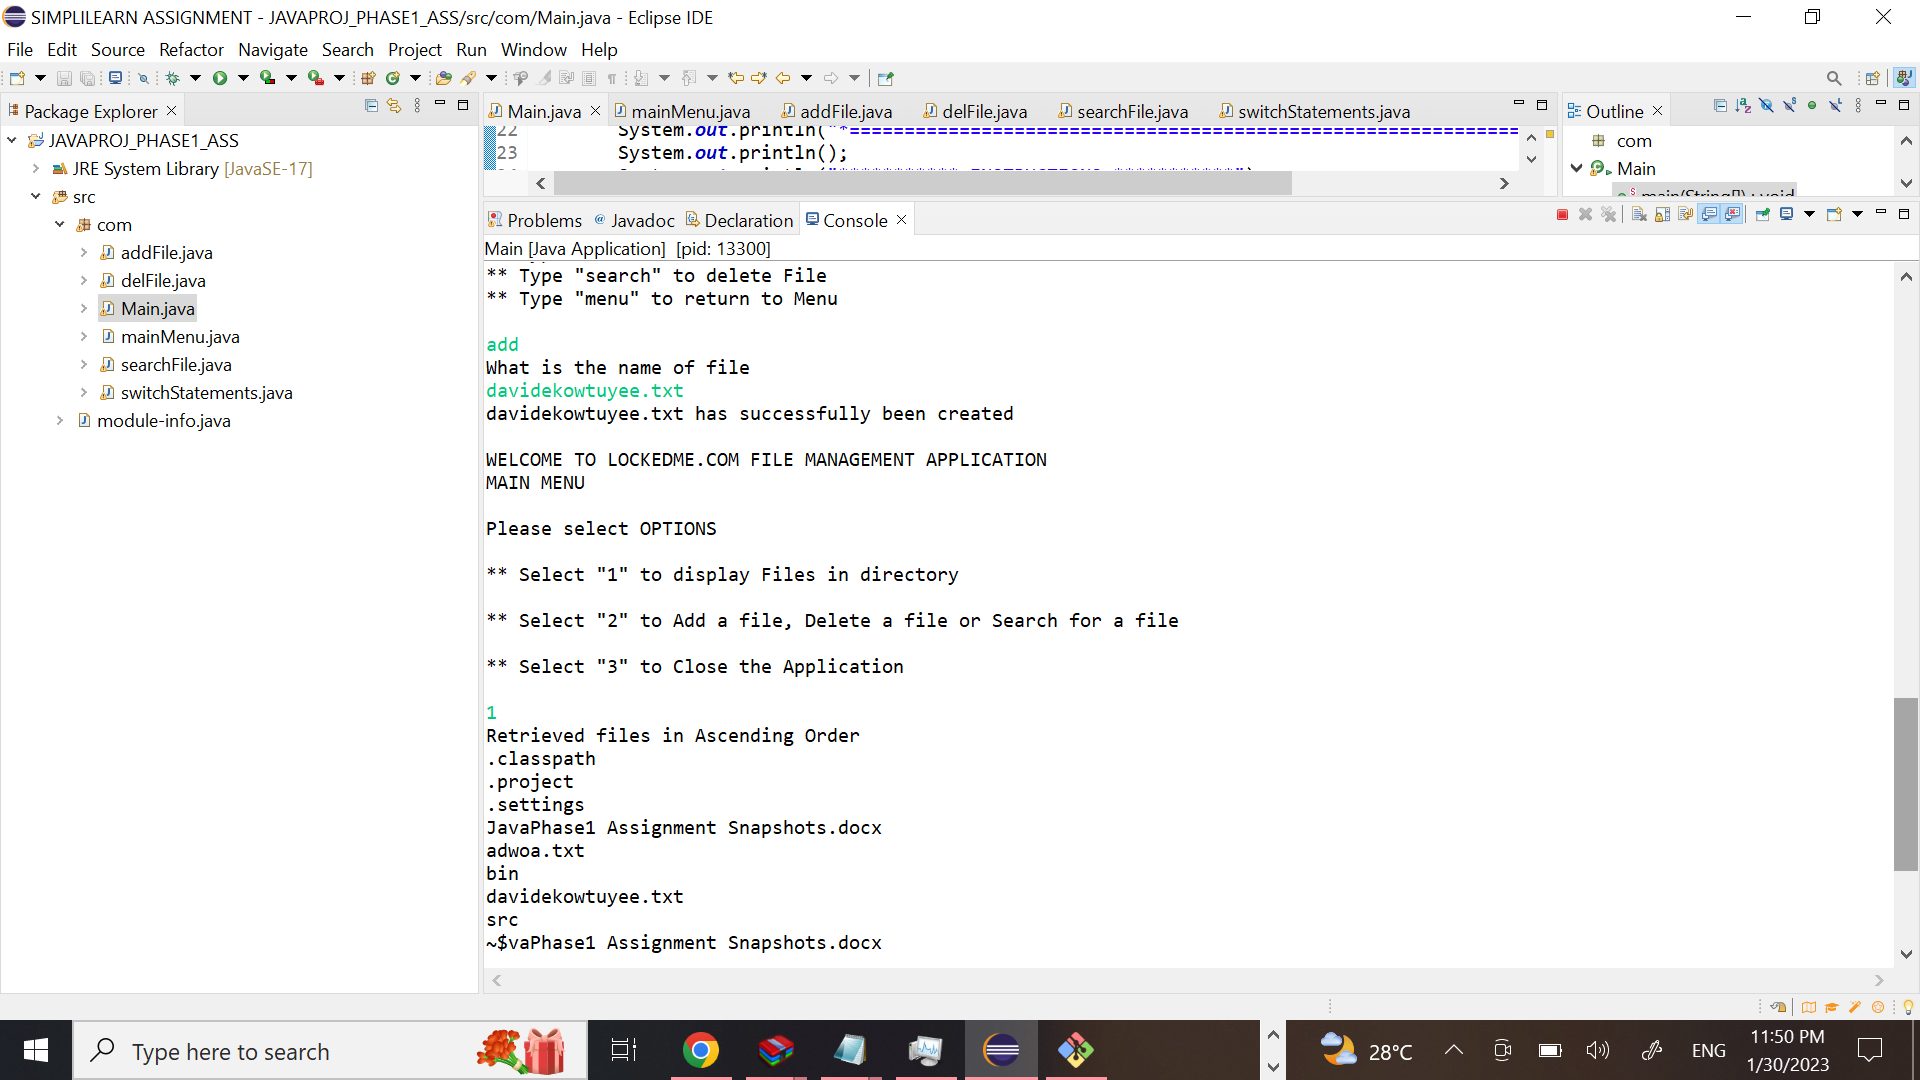 SIMPLILEARN ASSIGNMENT - JAVAPROJ_PHASE1_ASS/src/com/Main.java - Eclipse IDE
File Edit Source Refactor Navigate Search Project Run Window Help
Package Explorer
JAVAPROJ_PHASE1_ASS
JRE System Library [JavaSE-17]
src
com
addFile.java
delFile.java
Main.java
mainMenu.java
searchFile.java
switchStatements.java
module-info.java
Main.java mainMenu.java addFile.java delFile.java searchFile.java switchStatements.java
22 System.out.println("*=============================================================
23 System.out.println();
Outline
com
Main
main(String[]) : void
Problems Javadoc Declaration Console
Main [Java Application] [pid: 13300]
** Type "search" to delete File
** Type "menu" to return to Menu
add
What is the name of file
davidekowtuyee.txt
davidekowtuyee.txt has successfully been created
WELCOME TO LOCKEDME.COM FILE MANAGEMENT APPLICATION
MAIN MENU
Please select OPTIONS
** Select "1" to display Files in directory
** Select "2" to Add a file, Delete a file or Search for a file
** Select "3" to Close the Application
1
Retrieved files in Ascending Order
.classpath
.project
.settings
JavaPhase1 Assignment Snapshots.docx
adwoa.txt
bin
davidekowtuyee.txt
src
~$vaPhase1 Assignment Snapshots.docx
Type here to search
28°C
ENG
11:50 PM
1/30/2023